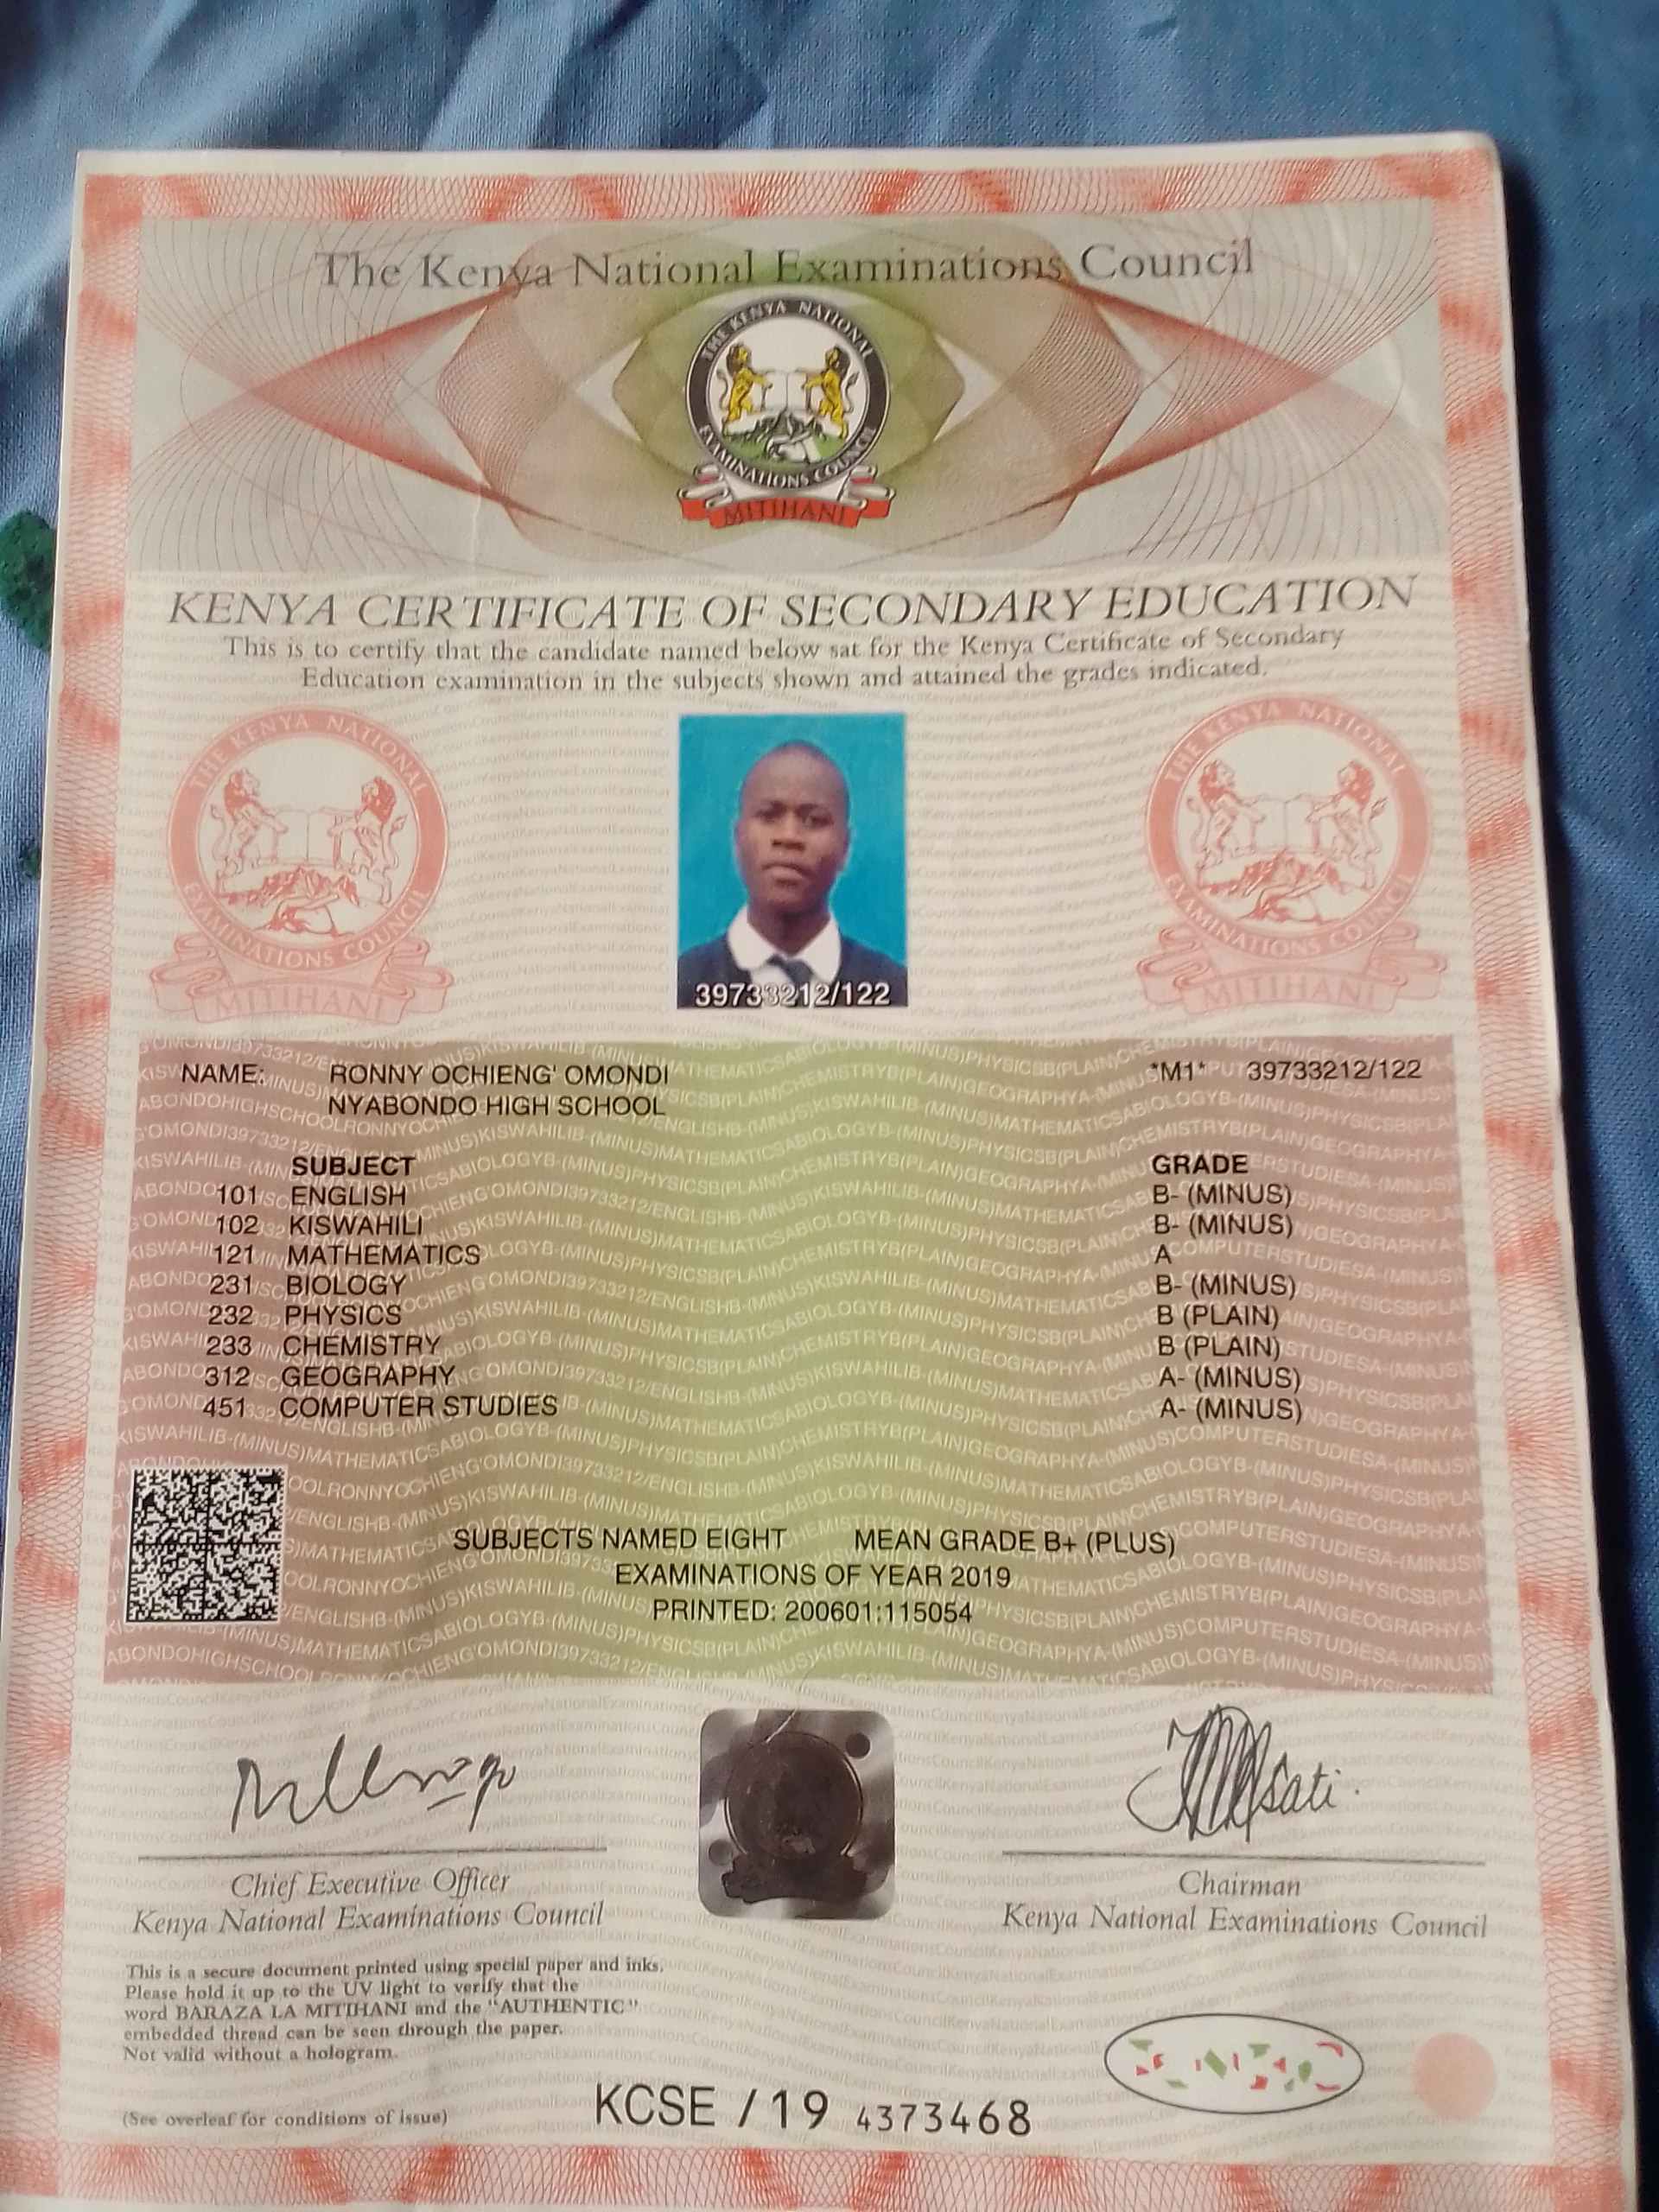 The Kenya National Examinations Council
THE KENYA NATIONAL
EXAMINATIONS COUNCIL
MITIHANI
KENYA CERTIFICATE OF SECONDARY EDUCATION
This is to certify that the candidate named below sat for the Kenya Certificate of Secondary
Education examination in the subjects shown and attained the grades indicated.
THE KENYA NATIONAL
EXAMINATIONS COUNCIL
MITIHANI
39733212/122
THE KENYA NATIONAL
EXAMINATIONS COUNCIL
MITIHANI
NAME: RONNY OCHIENG' OMONDI *M1* 39733212/122
NYABONDO HIGH SCHOOL
SUBJECT GRADE
101 ENGLISH B- (MINUS)
102 KISWAHILI B- (MINUS)
121 MATHEMATICS A
231 BIOLOGY B- (MINUS)
232 PHYSICS B (PLAIN)
233 CHEMISTRY B (PLAIN)
312 GEOGRAPHY A- (MINUS)
451 COMPUTER STUDIES A- (MINUS)
SUBJECTS NAMED EIGHT MEAN GRADE B+ (PLUS)
EXAMINATIONS OF YEAR 2019
PRINTED: 200601:115054
Chief Executive Officer
Kenya National Examinations Council
Chairman
Kenya National Examinations Council
This is a secure document printed using special paper and inks.
Please hold it up to the UV light to verify that the
word BARAZA LA MITIHANI and the "AUTHENTIC"
embedded thread can be seen through the paper.
Not valid without a hologram.
(See overleaf for conditions of issue)
KCSE / 19 4373468